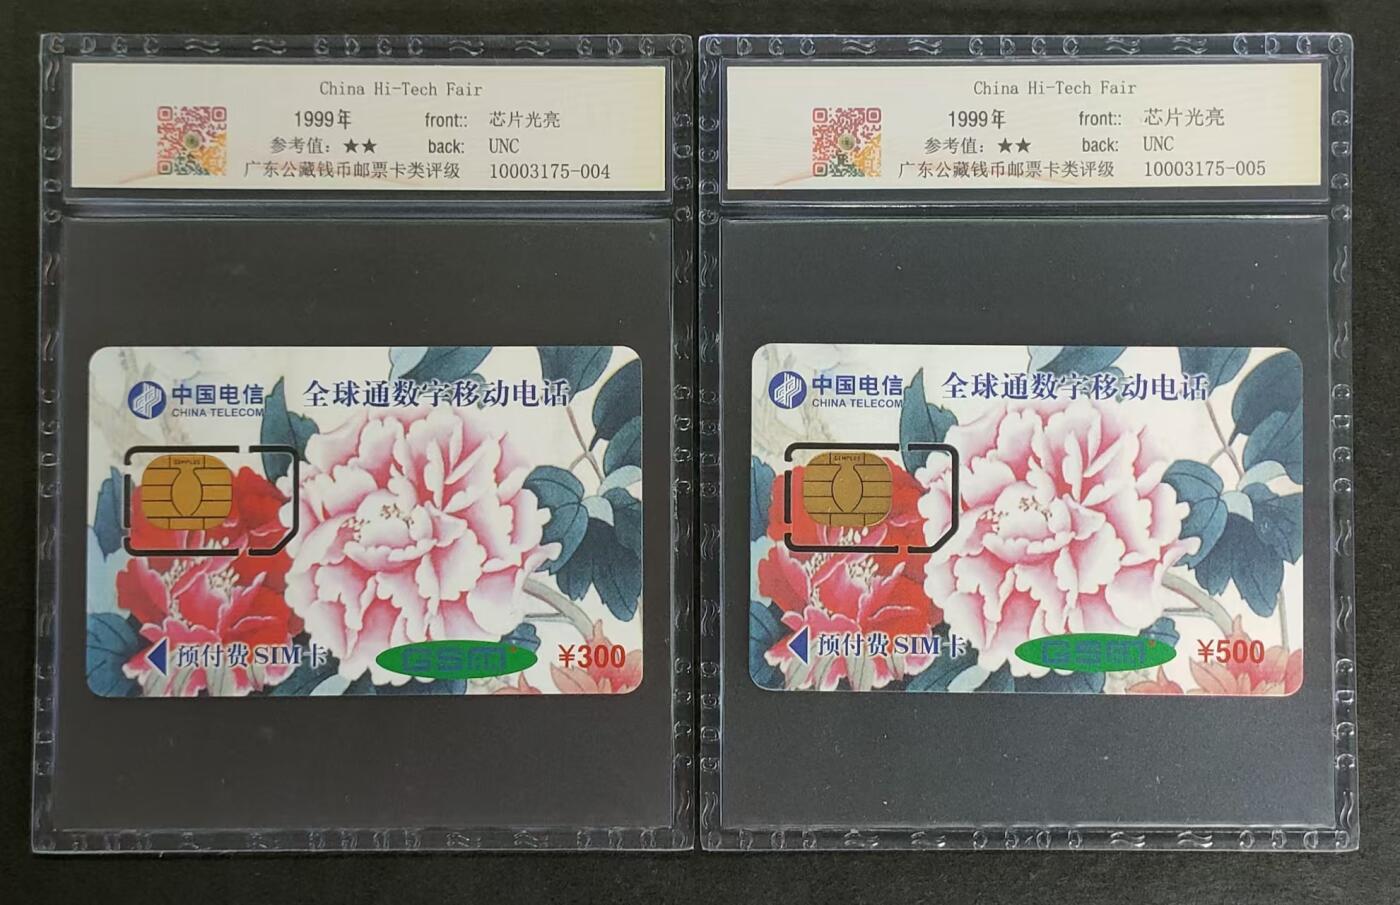 China Hi-Tech Fair
1999年 front:: 芯片光亮
参考值：★★ back: UNC
广东公藏钱币邮票卡类评级 10003175-004
中国电信
CHINA TELECOM
全球通数字移动电话
GEMPLUS
预付费SIM卡
GSM
¥300
China Hi-Tech Fair
1999年 front:: 芯片光亮
参考值：★★ back: UNC
广东公藏钱币邮票卡类评级 10003175-005
中国电信
CHINA TELECOM
全球通数字移动电话
GEMPLUS
预付费SIM卡
GSM
¥500